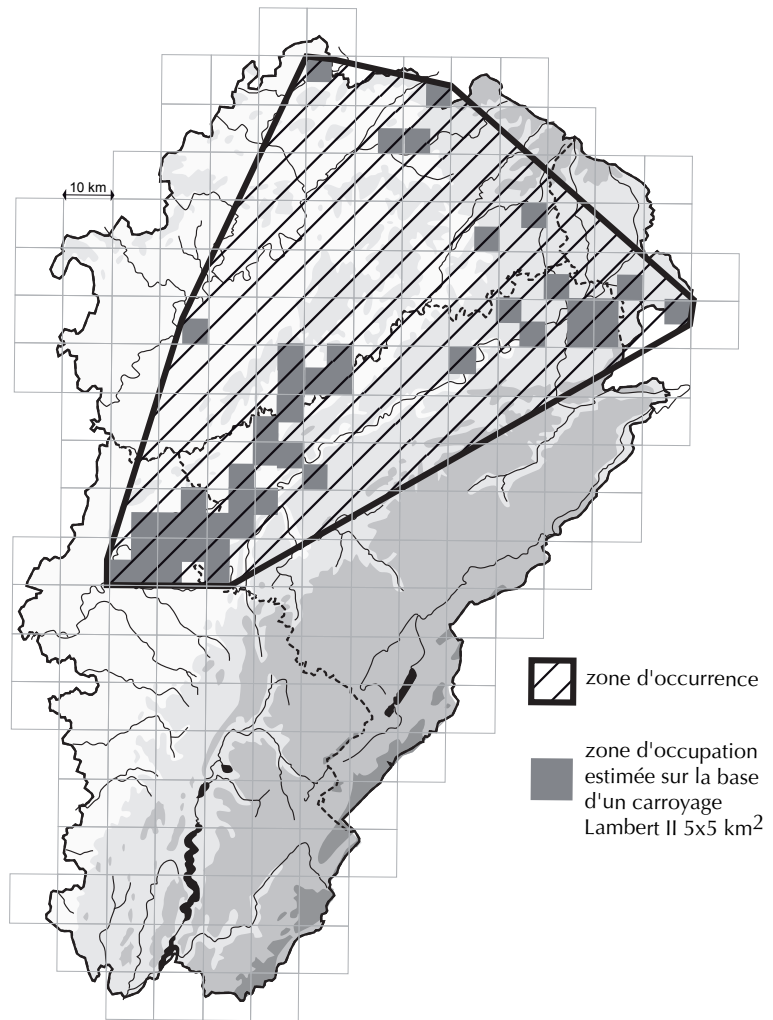 10 km
zone d'occurrence
zone d'occupation
estimée sur la base
d'un carroyage
Lambert II 5x5 km2